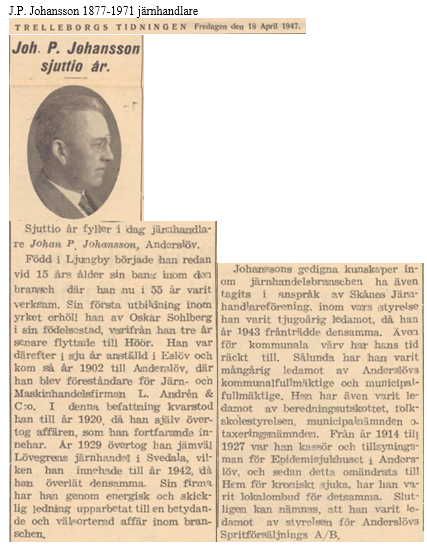 J.P. Johansson 1877-1971 järnhandlare
TRELLEBORGS TIDNINGEN Fredagen den 18 April 1947.
Joh. P. Johansson
sjuttio år.
Sjuttio år fyller i dag järnhandla-
re Johan P. Johansson, Anderslöv.
Född i Ljungby började han redan
vid 15 års ålder sin bana inom den
bransch där han nu i 55 år varit
verksam. Sin första utbildning inom
yrket erhöll han av Oskar Sohlberg
i sin födelsestad, varifrån han tre år
senare flyttade till Höör. Han var
därefter i sju år anställd i Eslöv och
kom så år 1902 till Anderslöv, där
han blev föreståndare för Järn- och
Maskinhandelsfirman L. Andrén &
C:o. I denna befattning kvarstod
han till år 1920, då han själv över-
tog affären, som han fortfarande in-
nehar. År 1929 övertog han jämväl
Lövegrens järnhandel i Svedala, vil-
ken han innehade till år 1942, då
han överlät densamma. Sin firma
har han genom energisk och skick-
lig ledning upparbetat till en betydan-
de och välsorterad affär inom bran-
schen.
Johanssons gedigna kunskaper in-
om järnhandelsbranschen ha även
tagits i anspråk av Skånes Järn-
handlareförening, inom vars styrelse
han varit tjugoårig ledamot, då han
år 1943 frånträdde densamma. Även
för kommunala värv har hans tid
räckt till. Sålunda har han varit
mångårig ledamot av Anderslövs
kommunalfullmäktige och municipal-
fullmäktige. Han har även varit le-
damot av beredningsutskottet, folk-
skolestyrelsen, municipalnämnden o.
taxeringsnämnden. Från år 1914 till
1927 var han kassör och tillsynings-
man för Epidemisjukhuset i Anders-
löv, och sedan detta omändrats till
Hem för kroniskt sjuka, har han va-
rit lokalombud för detsamma. Slut-
ligen kan nämnas, att han varit le-
damot av styrelsen för Anderslövs
Spritförsäljnings A/B.